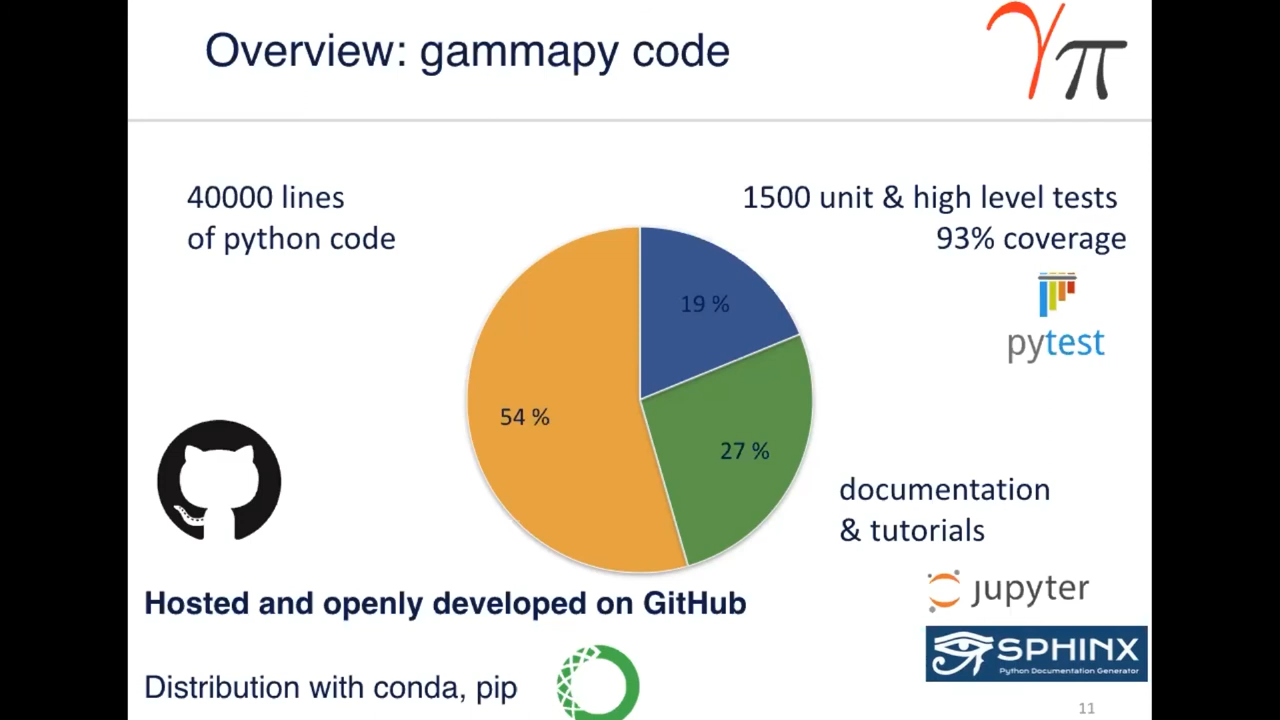 Overview: gammapy code
γπ
40000 lines
of python code
1500 unit & high level tests
93% coverage
19 %
pytest
54 %
27 %
documentation
& tutorials
jupyter
Hosted and openly developed on GitHub
SPHINX
Python Documentation Generator
Distribution with conda, pip
11